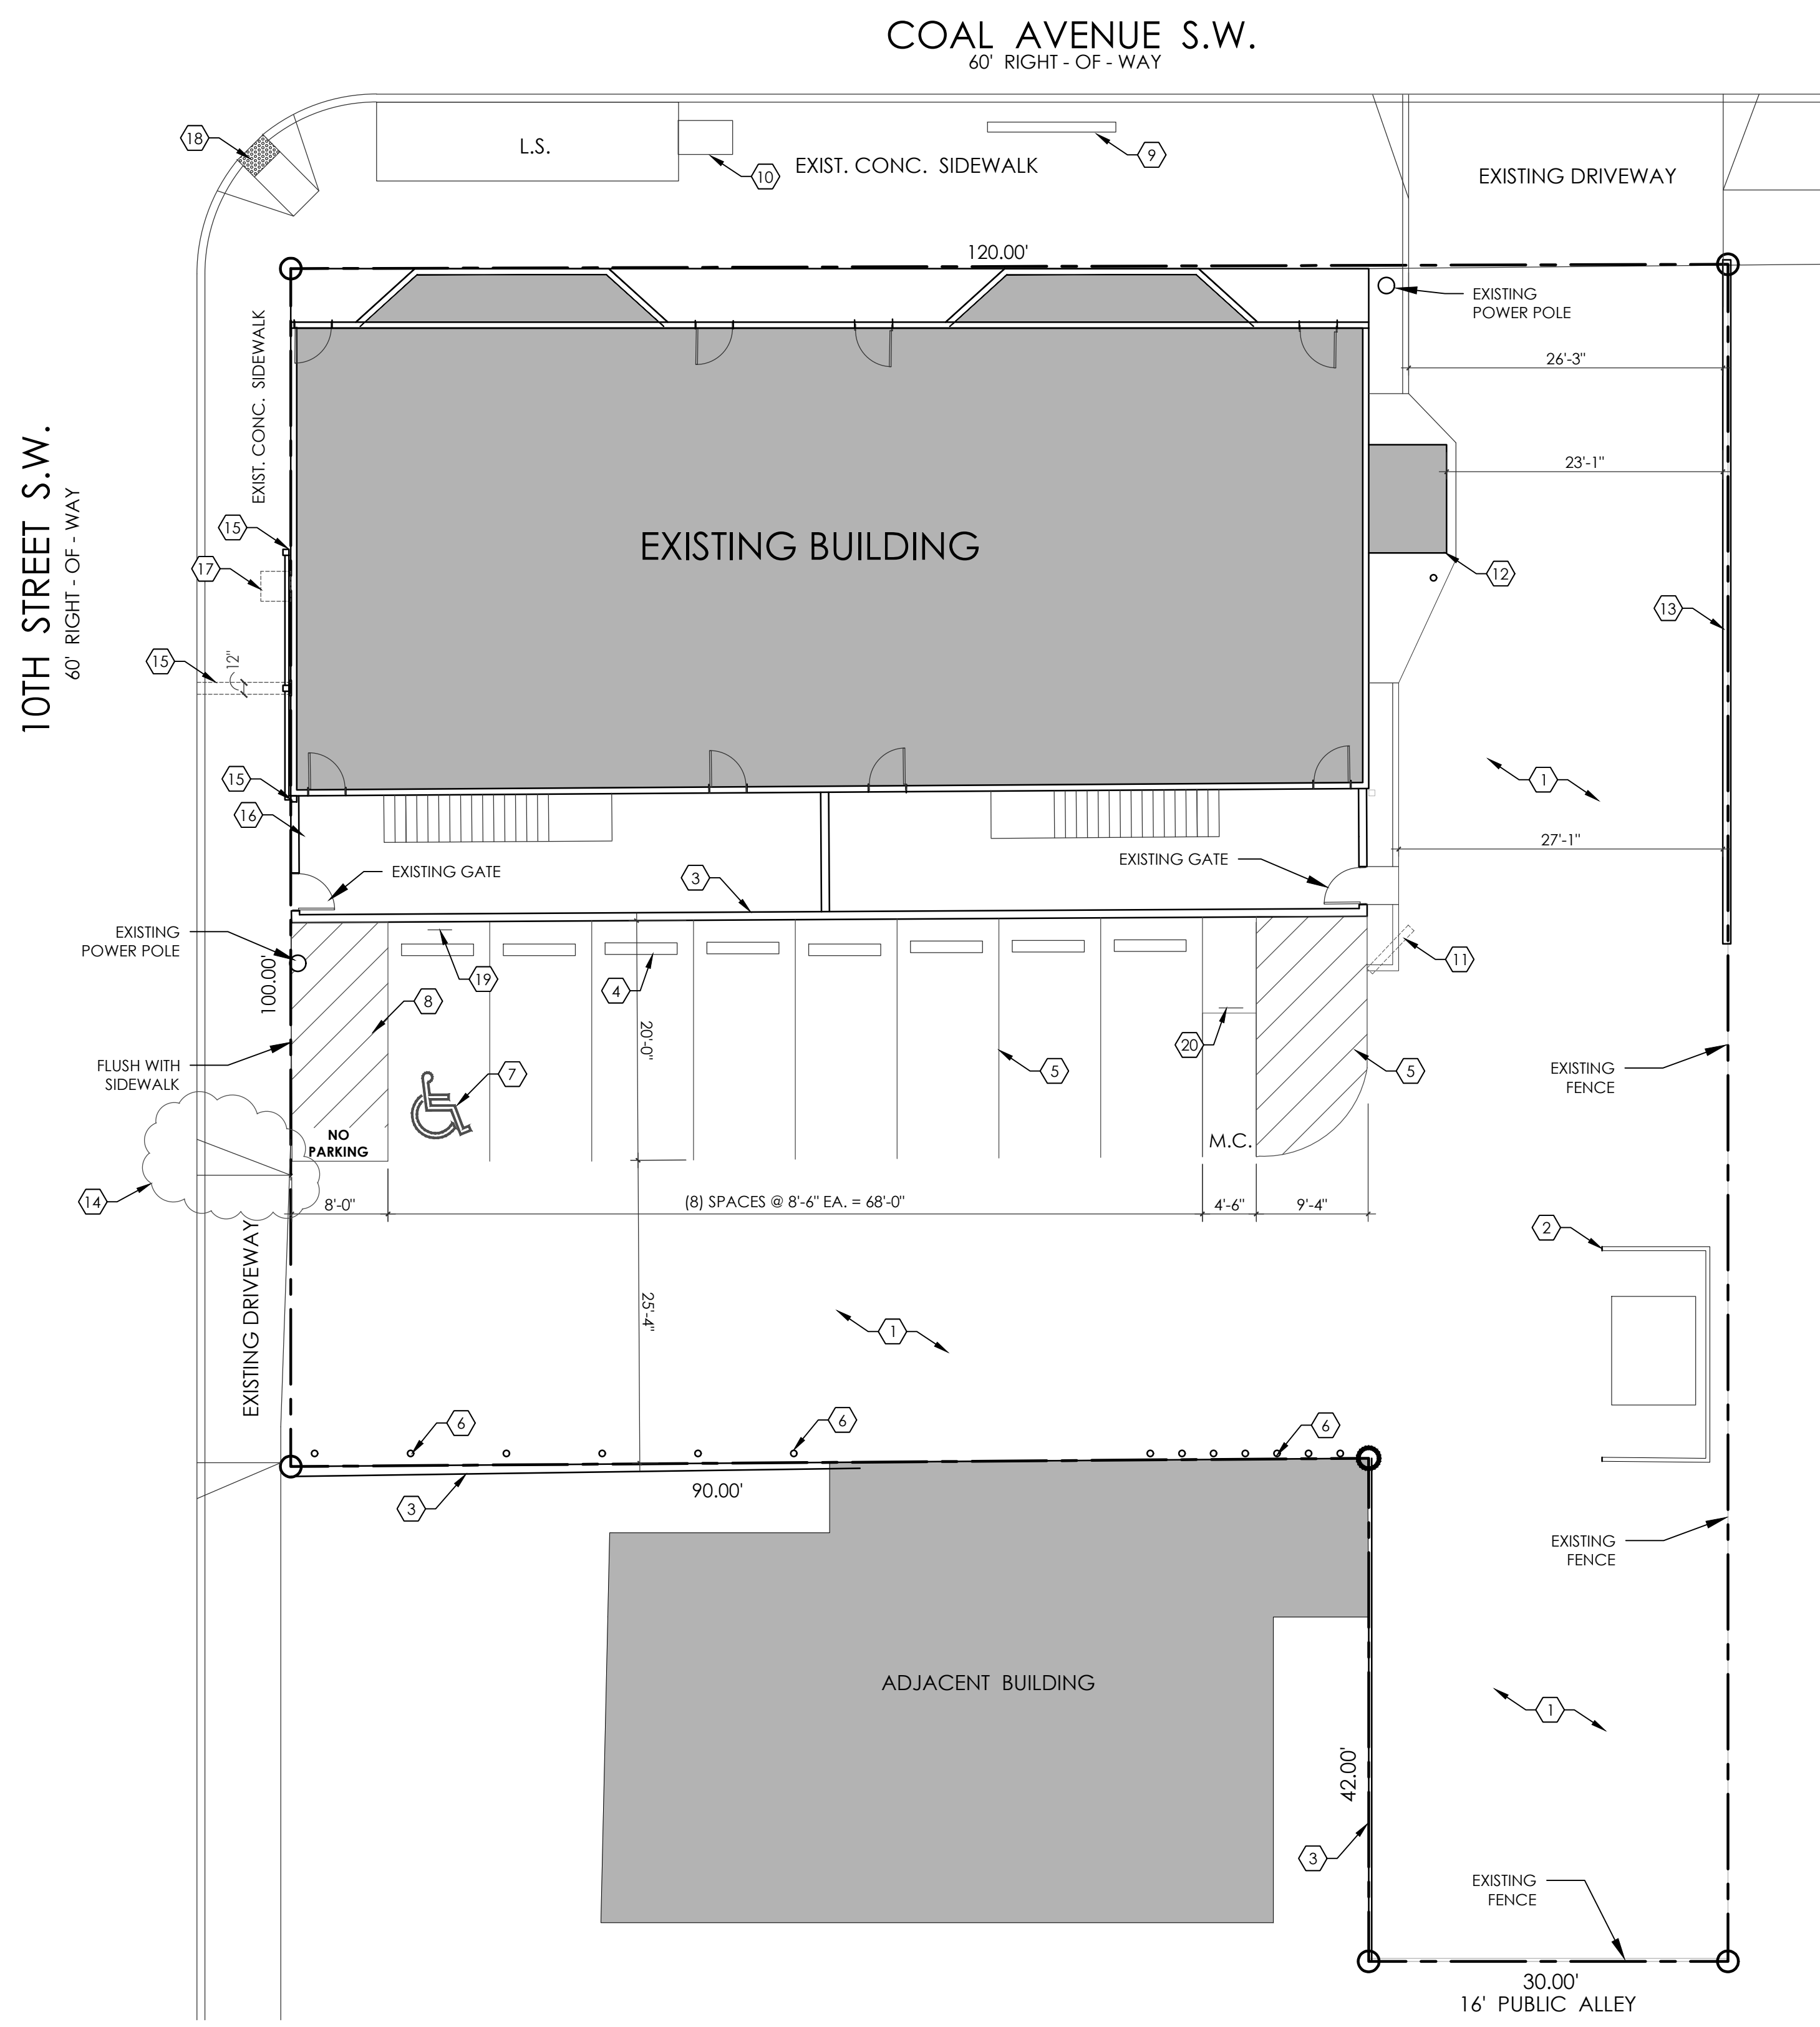 COAL AVENUE S.W.
60' RIGHT - OF - WAY
18
L.S.
10
EXIST. CONC. SIDEWALK
9
EXISTING DRIVEWAY
120.00'
EXISTING
POWER POLE
26'-3"
EXIST. CONC. SIDEWALK
10TH STREET S.W.
60' RIGHT - OF - WAY
23'-1"
15
EXISTING BUILDING
17
12
13
15
12"
15
1
16
27'-1"
EXISTING GATE
EXISTING GATE
3
EXISTING
POWER POLE
100.00'
19
11
4
8
20'-0"
20
FLUSH WITH
SIDEWALK
7
5
5
EXISTING
FENCE
NO
PARKING
M.C.
14
8'-0"
(8) SPACES @ 8'-6" EA. = 68'-0"
4'-6"
9'-4"
2
EXISTING DRIVEWAY
25'-4"
1
6
6
6
3
90.00'
EXISTING
FENCE
ADJACENT BUILDING
1
42.00'
3
EXISTING
FENCE
30.00'
16' PUBLIC ALLEY